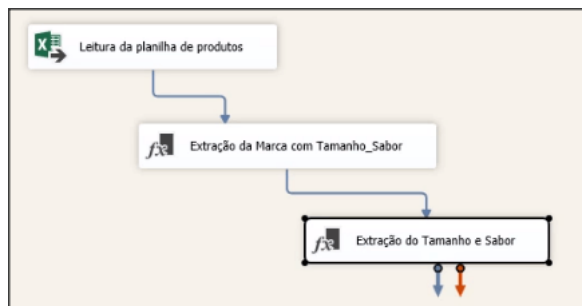 Leitura da planilha de produtos
Extração da Marca com Tamanho_Sabor
Extração do Tamanho e Sabor